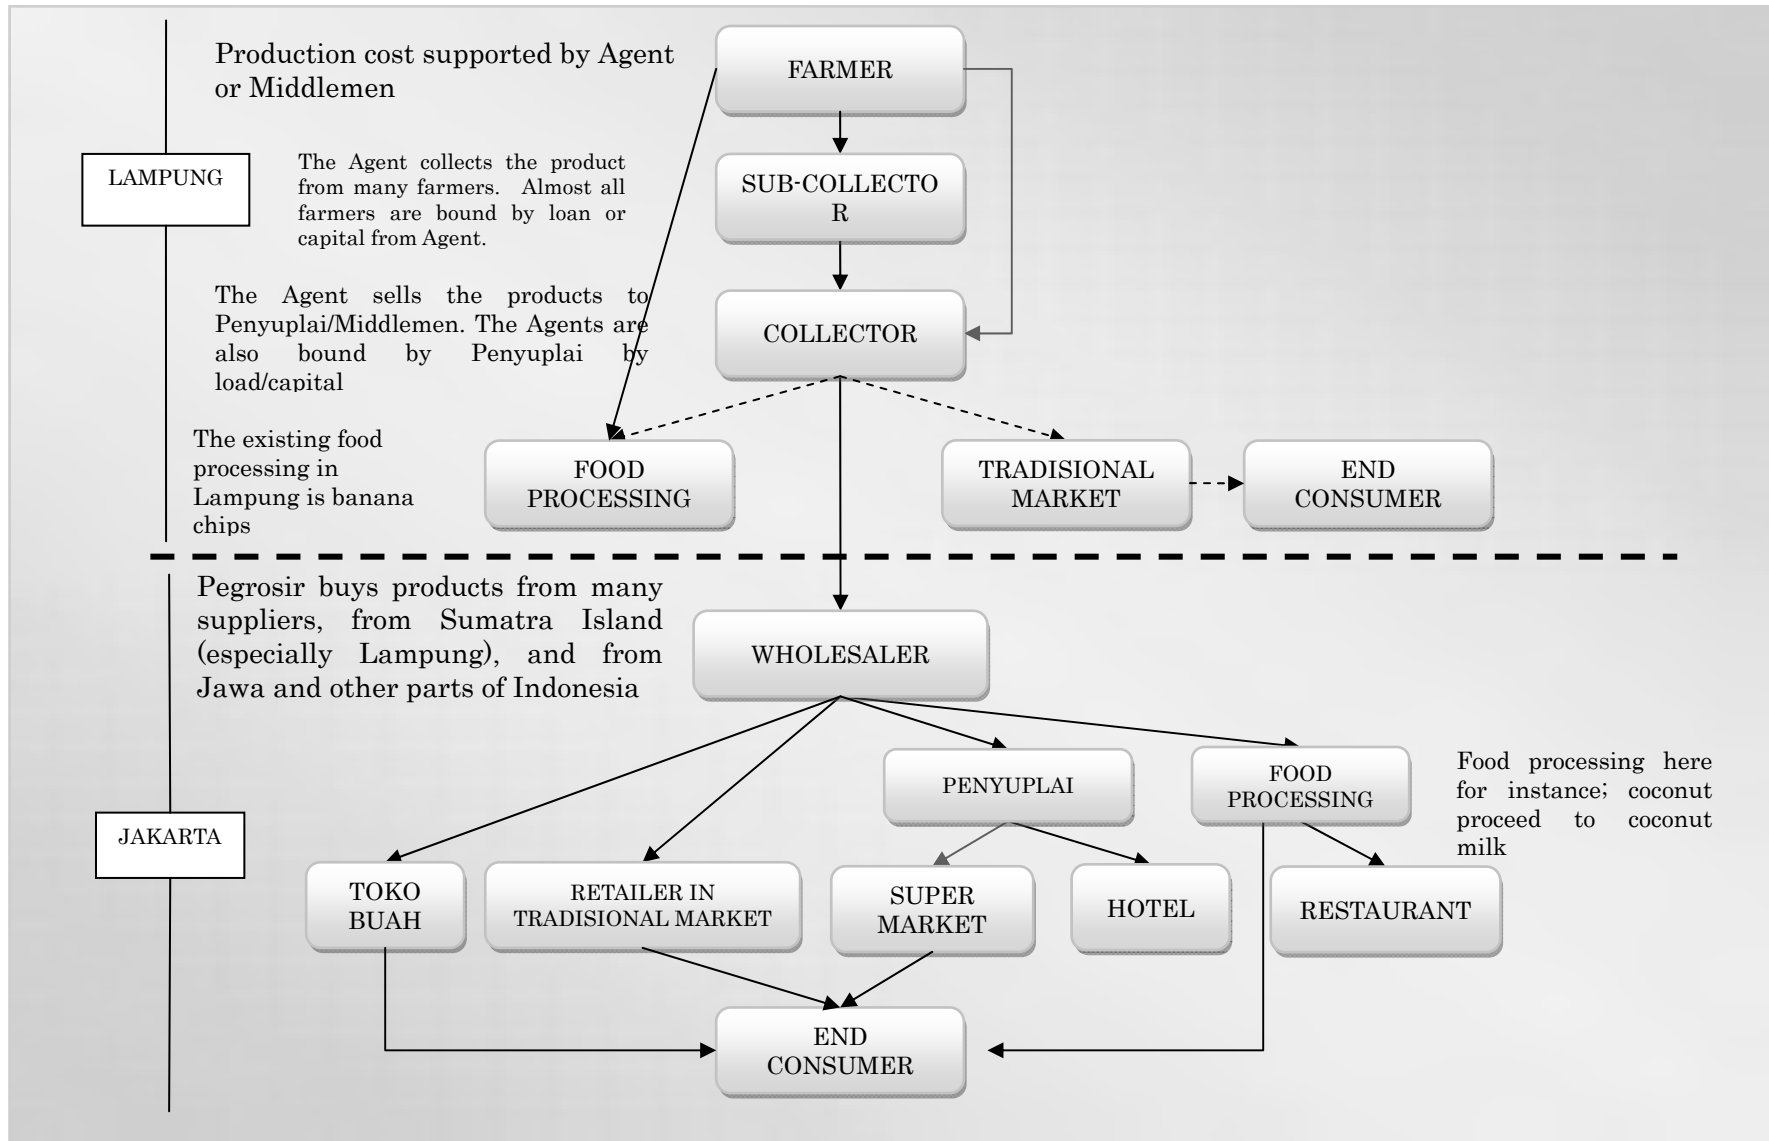 Production cost supported by Agent
or Middlemen
FARMER
LAMPUNG
The Agent collects the product
from many farmers. Almost all
farmers are bound by loan or
capital from Agent.
SUB-COLLECTO
R
The Agent sells the products to
Penyuplai/Middlemen. The Agents are
also bound by Penyuplai by
load/capital
COLLECTOR
The existing food
processing in
Lampung is banana
chips
FOOD
PROCESSING
TRADISIONAL
MARKET
END
CONSUMER
Pegrosir buys products from many
suppliers, from Sumatra Island
(especially Lampung), and from
Jawa and other parts of Indonesia
WHOLESALER
JAKARTA
PENYUPLAI
FOOD
PROCESSING
Food processing here
for instance; coconut
proceed to coconut
milk
TOKO
BUAH
RETAILER IN
TRADISIONAL MARKET
SUPER
MARKET
HOTEL
RESTAURANT
END
CONSUMER